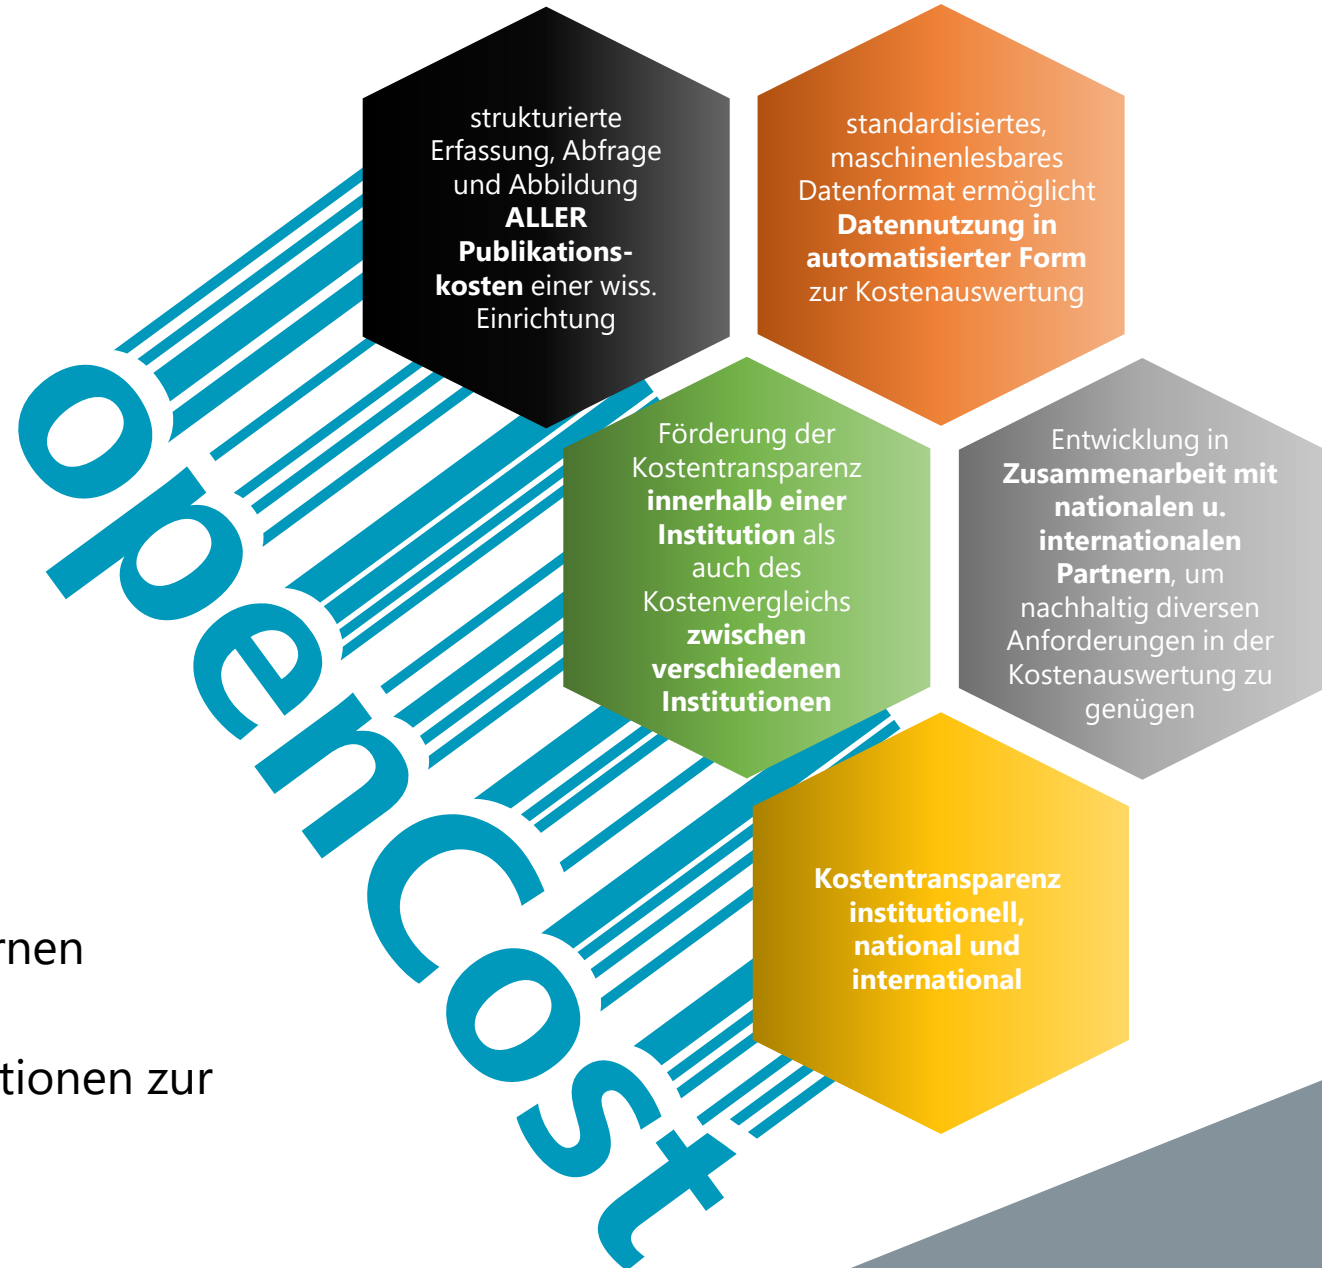 strukturierte
Erfassung, Abfrage
und Abbildung
ALLER
Publikations-
kosten einer wiss.
Einrichtung
standardisiertes,
maschinenlesbares
Datenformat ermöglicht
Datennutzung in
automatisierter Form
zur Kostenauswertung
Förderung der
Kostentransparenz
innerhalb einer
Institution als
auch des
Kostenvergleichs
zwischen
verschiedenen
Institutionen
Entwicklung in
Zusammenarbeit mit
nationalen u.
internationalen
Partnern, um
nachhaltig diversen
Anforderungen in der
Kostenauswertung zu
genügen
Kostentransparenz
institutionell,
national und
international
openCost
rnen
tionen zur